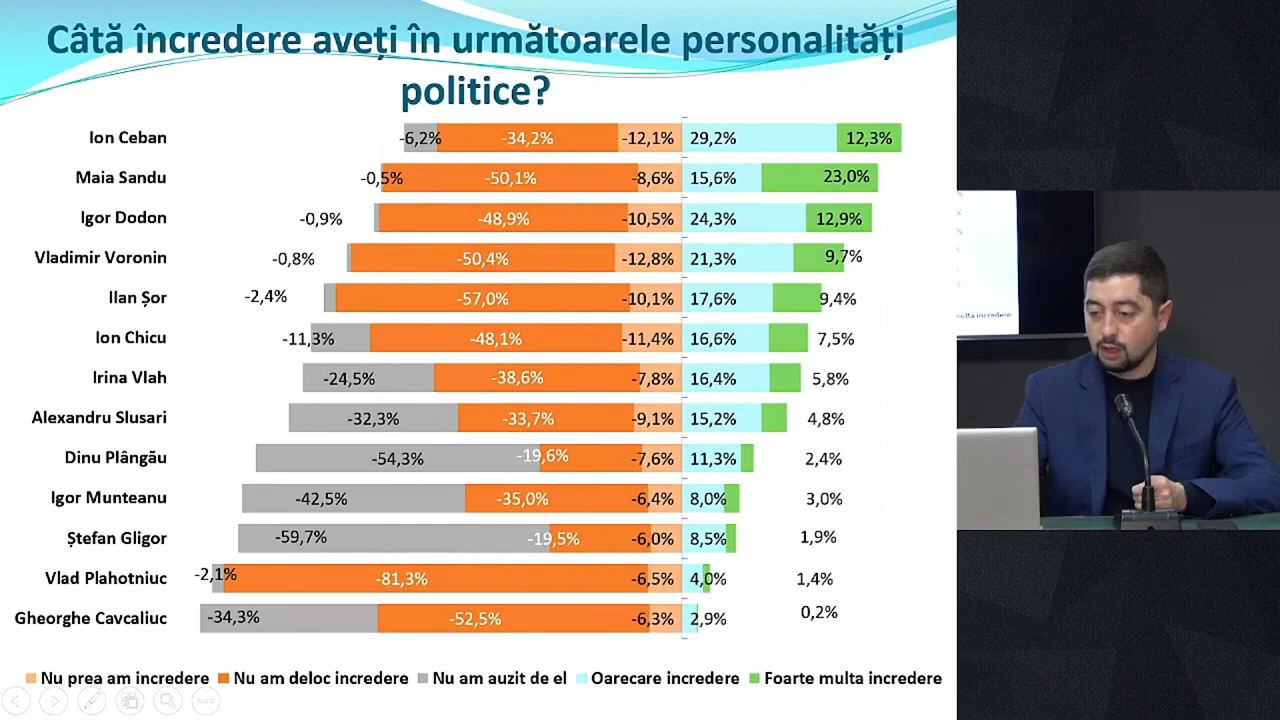 Câtă încredere aveți în următoarele personalități
politice?
Ion Ceban -6,2% -34,2% -12,1% 29,2% 12,3%
Maia Sandu -0,5% -50,1% -8,6% 15,6% 23,0%
Igor Dodon -0,9% -48,9% -10,5% 24,3% 12,9%
Vladimir Voronin -0,8% -50,4% -12,8% 21,3% 9,7%
Ilan Șor -2,4% -57,0% -10,1% 17,6% 9,4%
Ion Chicu -11,3% -48,1% -11,4% 16,6% 7,5%
Irina Vlah -24,5% -38,6% -7,8% 16,4% 5,8%
Alexandru Slusari -32,3% -33,7% -9,1% 15,2% 4,8%
Dinu Plângău -54,3% -19,6% -7,6% 11,3% 2,4%
Igor Munteanu -42,5% -35,0% -6,4% 8,0% 3,0%
Ștefan Gligor -59,7% -19,5% -6,0% 8,5% 1,9%
Vlad Plahotniuc -2,1% -81,3% -6,5% 4,0% 1,4%
Gheorghe Cavcaliuc -34,3% -52,5% -6,3% 2,9% 0,2%
Nu prea am incredere Nu am deloc incredere Nu am auzit de el Oarecare incredere Foarte multa incredere
multa incredere